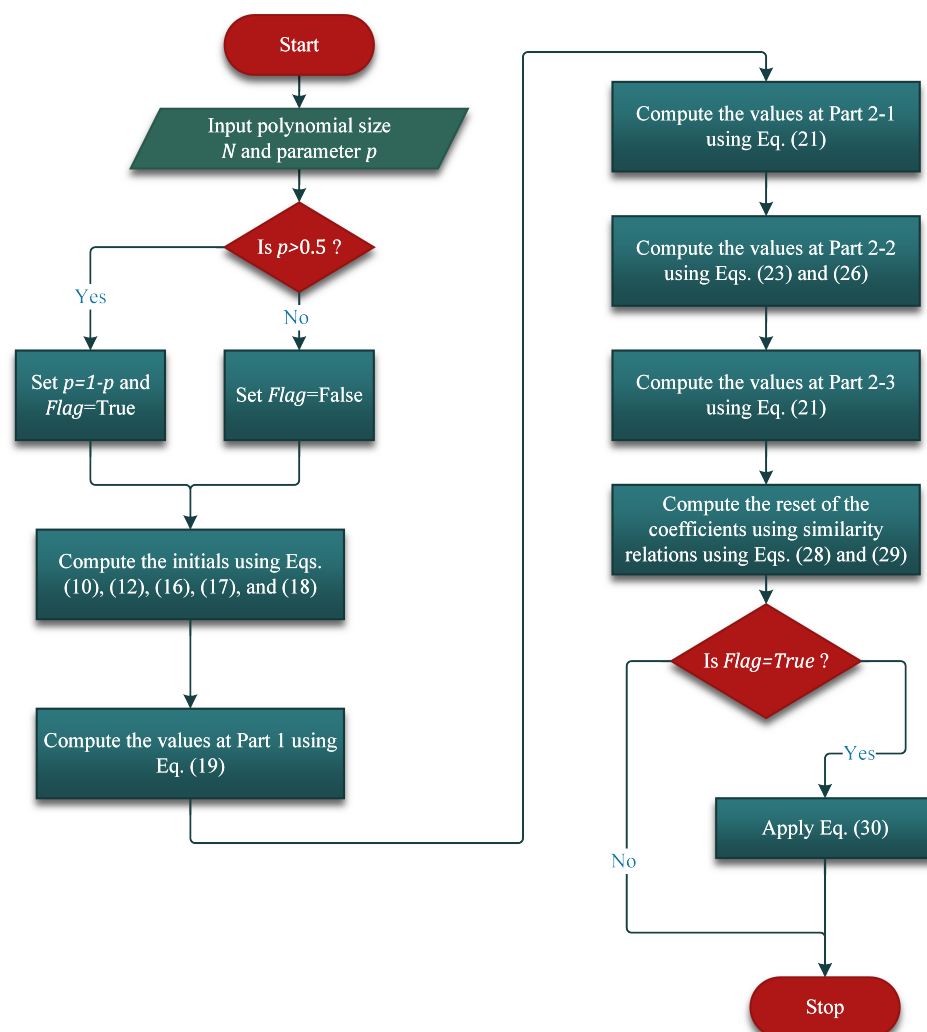 Start
Input polynomial size
N and parameter p
Is p>0.5 ?
Yes
No
Set p=1-p and
Flag=True
Set Flag=False
Compute the initials using Eqs.
(10), (12), (16), (17), and (18)
Compute the values at Part 1 using
Eq. (19)
Compute the values at Part 2-1
using Eq. (21)
Compute the values at Part 2-2
using Eqs. (23) and (26)
Compute the values at Part 2-3
using Eq. (21)
Compute the reset of the
coefficients using similarity
relations using Eqs. (28) and (29)
Is Flag=True ?
Yes
Apply Eq. (30)
No
Stop